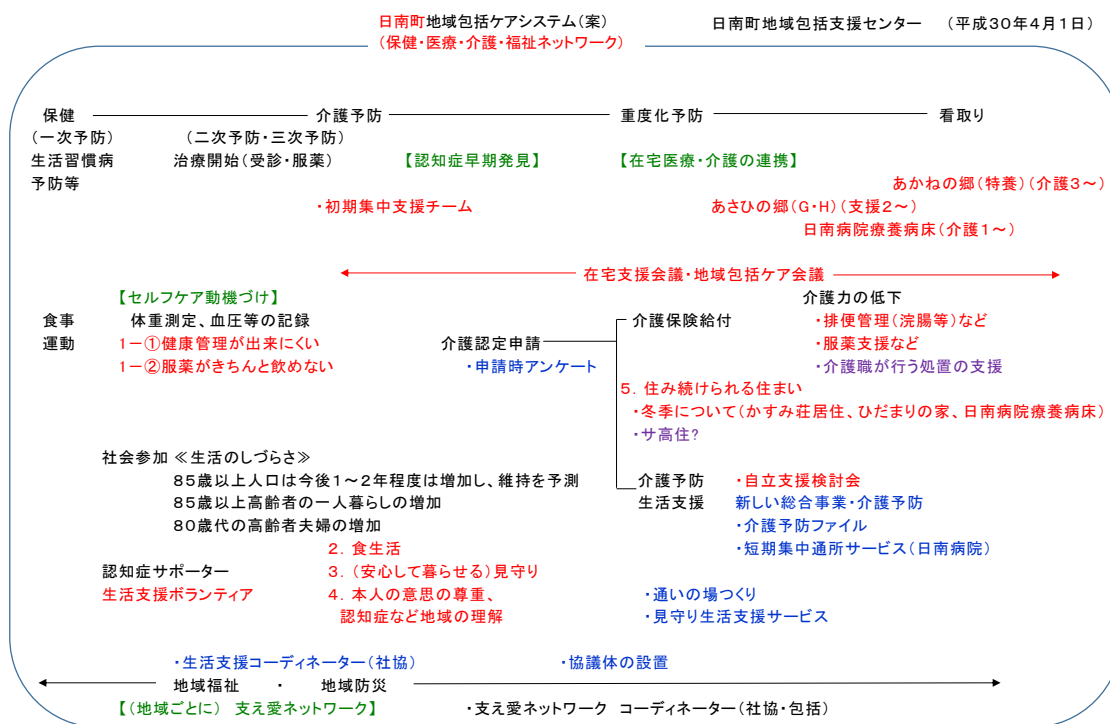 日南町地域包括ケアシステム(案)
日南町地域包括支援センター　(平成30年4月1日)
(保健・医療・介護・福祉ネットワーク)
保健　介護予防　重度化予防　看取り
(一次予防)　(二次予防・三次予防)
生活習慣病　治療開始(受診・服薬)　【認知症早期発見】　【在宅医療・介護の連携】
予防等
あかねの郷(特養)(介護3～)
・初期集中支援チーム　あさひの郷(G・H)(支援2～)
日南病院療養病床(介護1～)
在宅支援会議・地域包括ケア会議
【セルフケア動機づけ】　介護力の低下
食事　体重測定、血圧等の記録　介護保険給付　・排便管理(浣腸等)など
運動　1－①健康管理が出来にくい　介護認定申請　・服薬支援など
1－②服薬がきちんと飲めない　・申請時アンケート　・介護職が行う処置の支援
5．住み続けられる住まい
・冬季について(かすみ荘居住、ひだまりの家、日南病院療養病床)
・サ高住?
社会参加 ≪生活のしづらさ≫
85歳以上人口は今後1～2年程度は増加し、維持を予測　介護予防　・自立支援検討会
85歳以上高齢者の一人暮らしの増加　生活支援　新しい総合事業・介護予防
80歳代の高齢者夫婦の増加　・介護予防ファイル
2．食生活　・短期集中通所サービス(日南病院)
認知症サポーター　3．(安心して暮らせる)見守り
生活支援ボランティア　4．本人の意思の尊重、　・通いの場つくり
認知症など地域の理解　・見守り生活支援サービス
・生活支援コーディネーター(社協)　・協議体の設置
地域福祉　・　地域防災
【(地域ごとに)　支え愛ネットワーク】　・支え愛ネットワーク　コーディネーター(社協・包括)